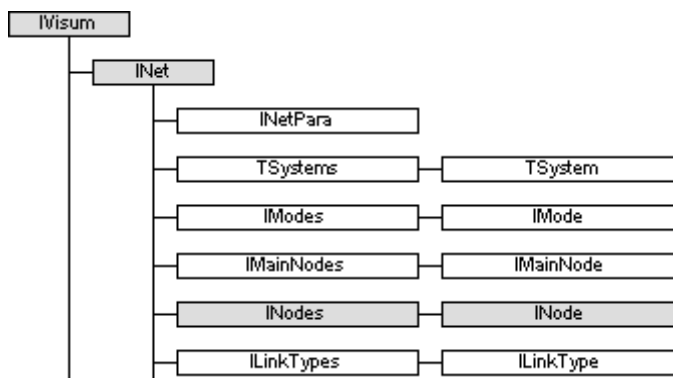 IVisum
INet
INetPara
TSystems TSystem
IModes IMode
IMainNodes IMainNode
INodes INode
ILinkTypes ILinkType